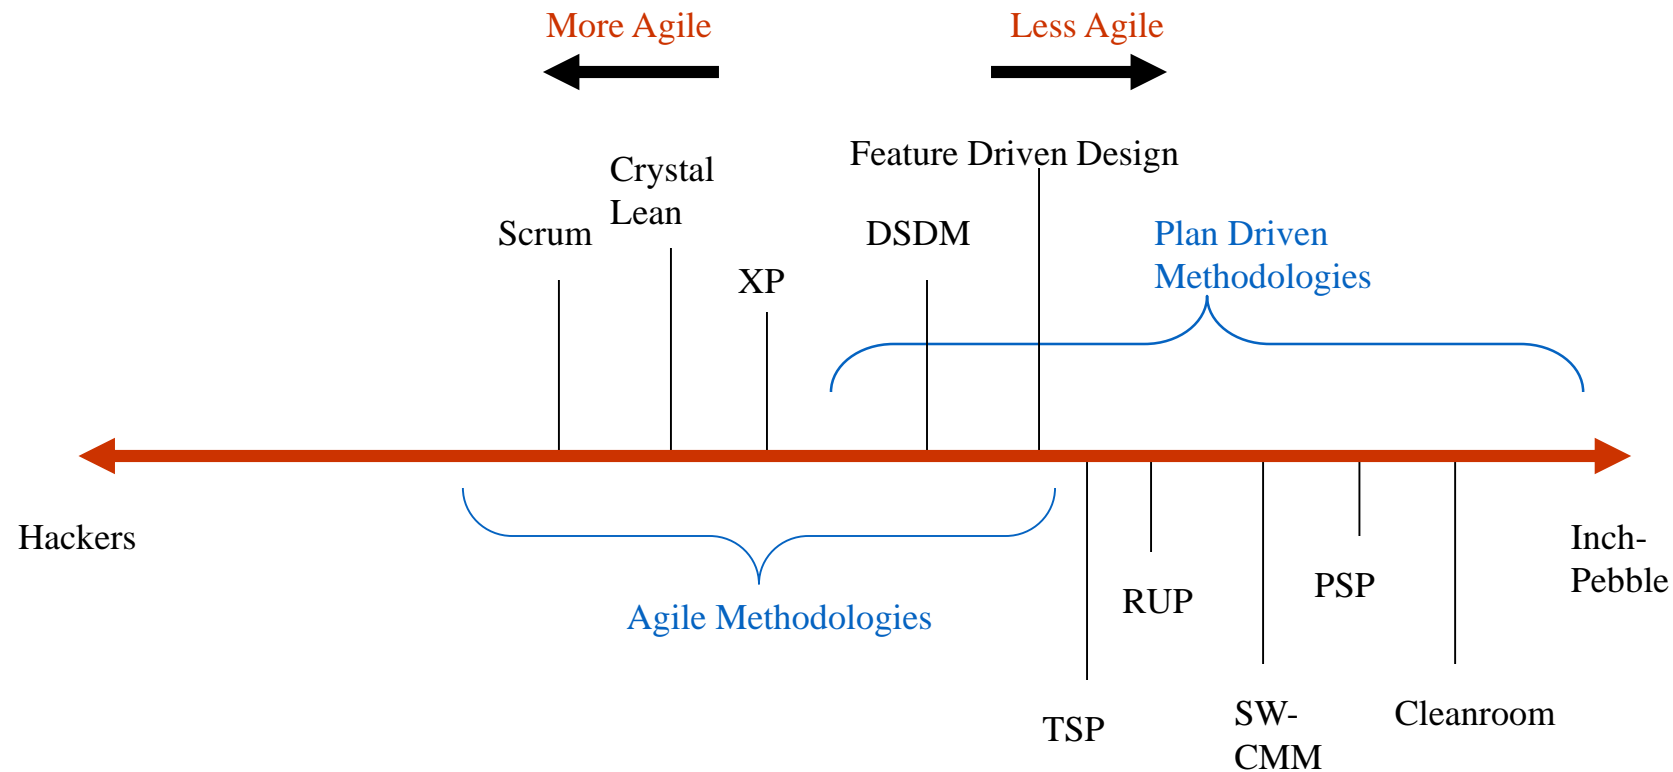 More Agile
Less Agile
Feature Driven Design
Crystal
Lean
Scrum
DSDM
Plan Driven
Methodologies
XP
Hackers
Inch-
Pebble
Agile Methodologies
RUP
PSP
TSP
SW-
CMM
Cleanroom